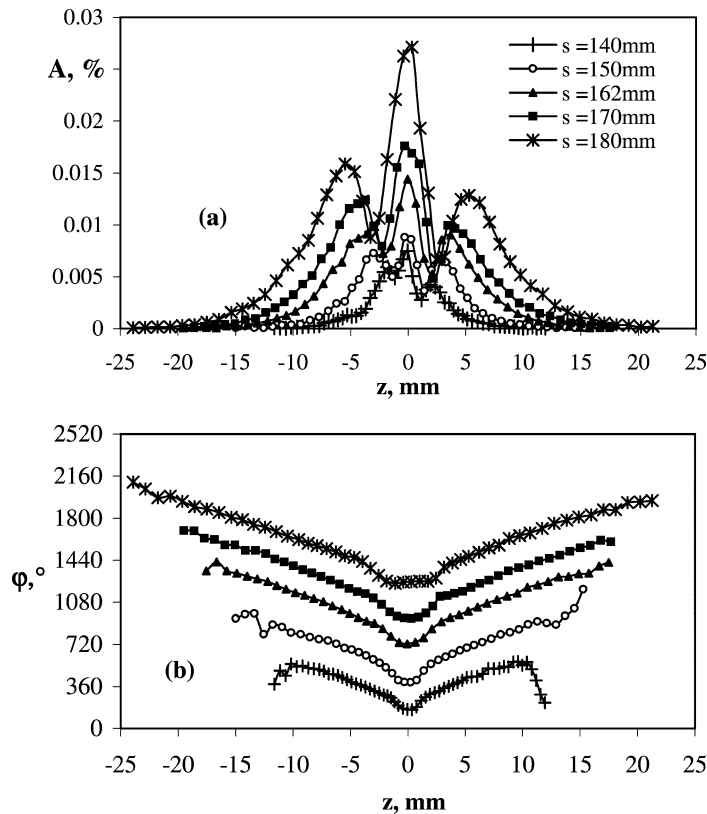 0.03
A, %
0.02
0.015
0.01
0.005
0
s =140mm
s =150mm
s =162mm
s =170mm
s =180mm
(a)
-25 -20 -15 -10 -5 0 5 10 15 20 25
z, mm
2520
2160
1800
1440
φ,°
1080
720
360
0
(b)
-25 -20 -15 -10 -5 0 5 10 15 20 25
z, mm